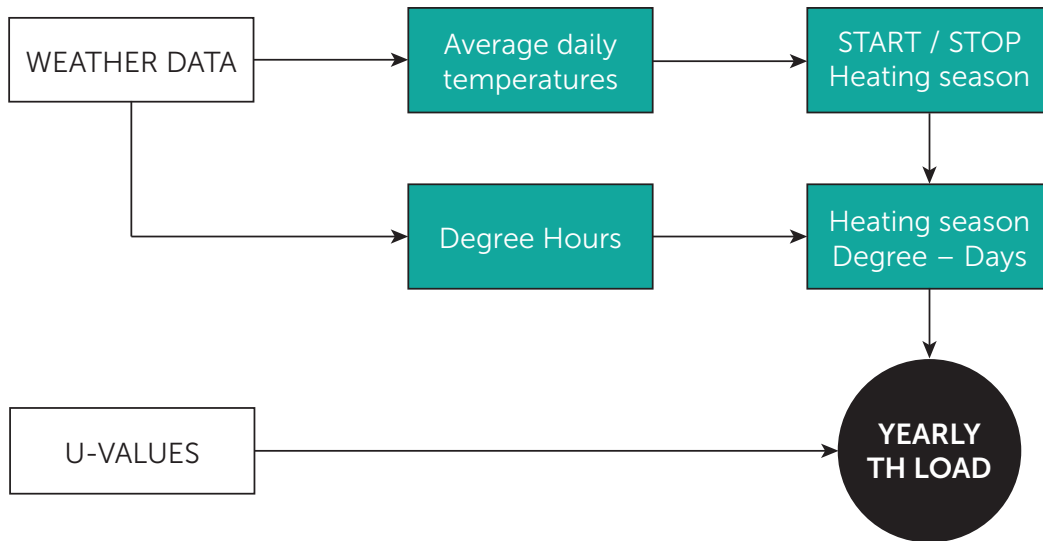 WEATHER DATA
Average daily
temperatures
START / STOP
Heating season
Degree Hours
Heating season
Degree – Days
U-VALUES
YEARLY
TH LOAD